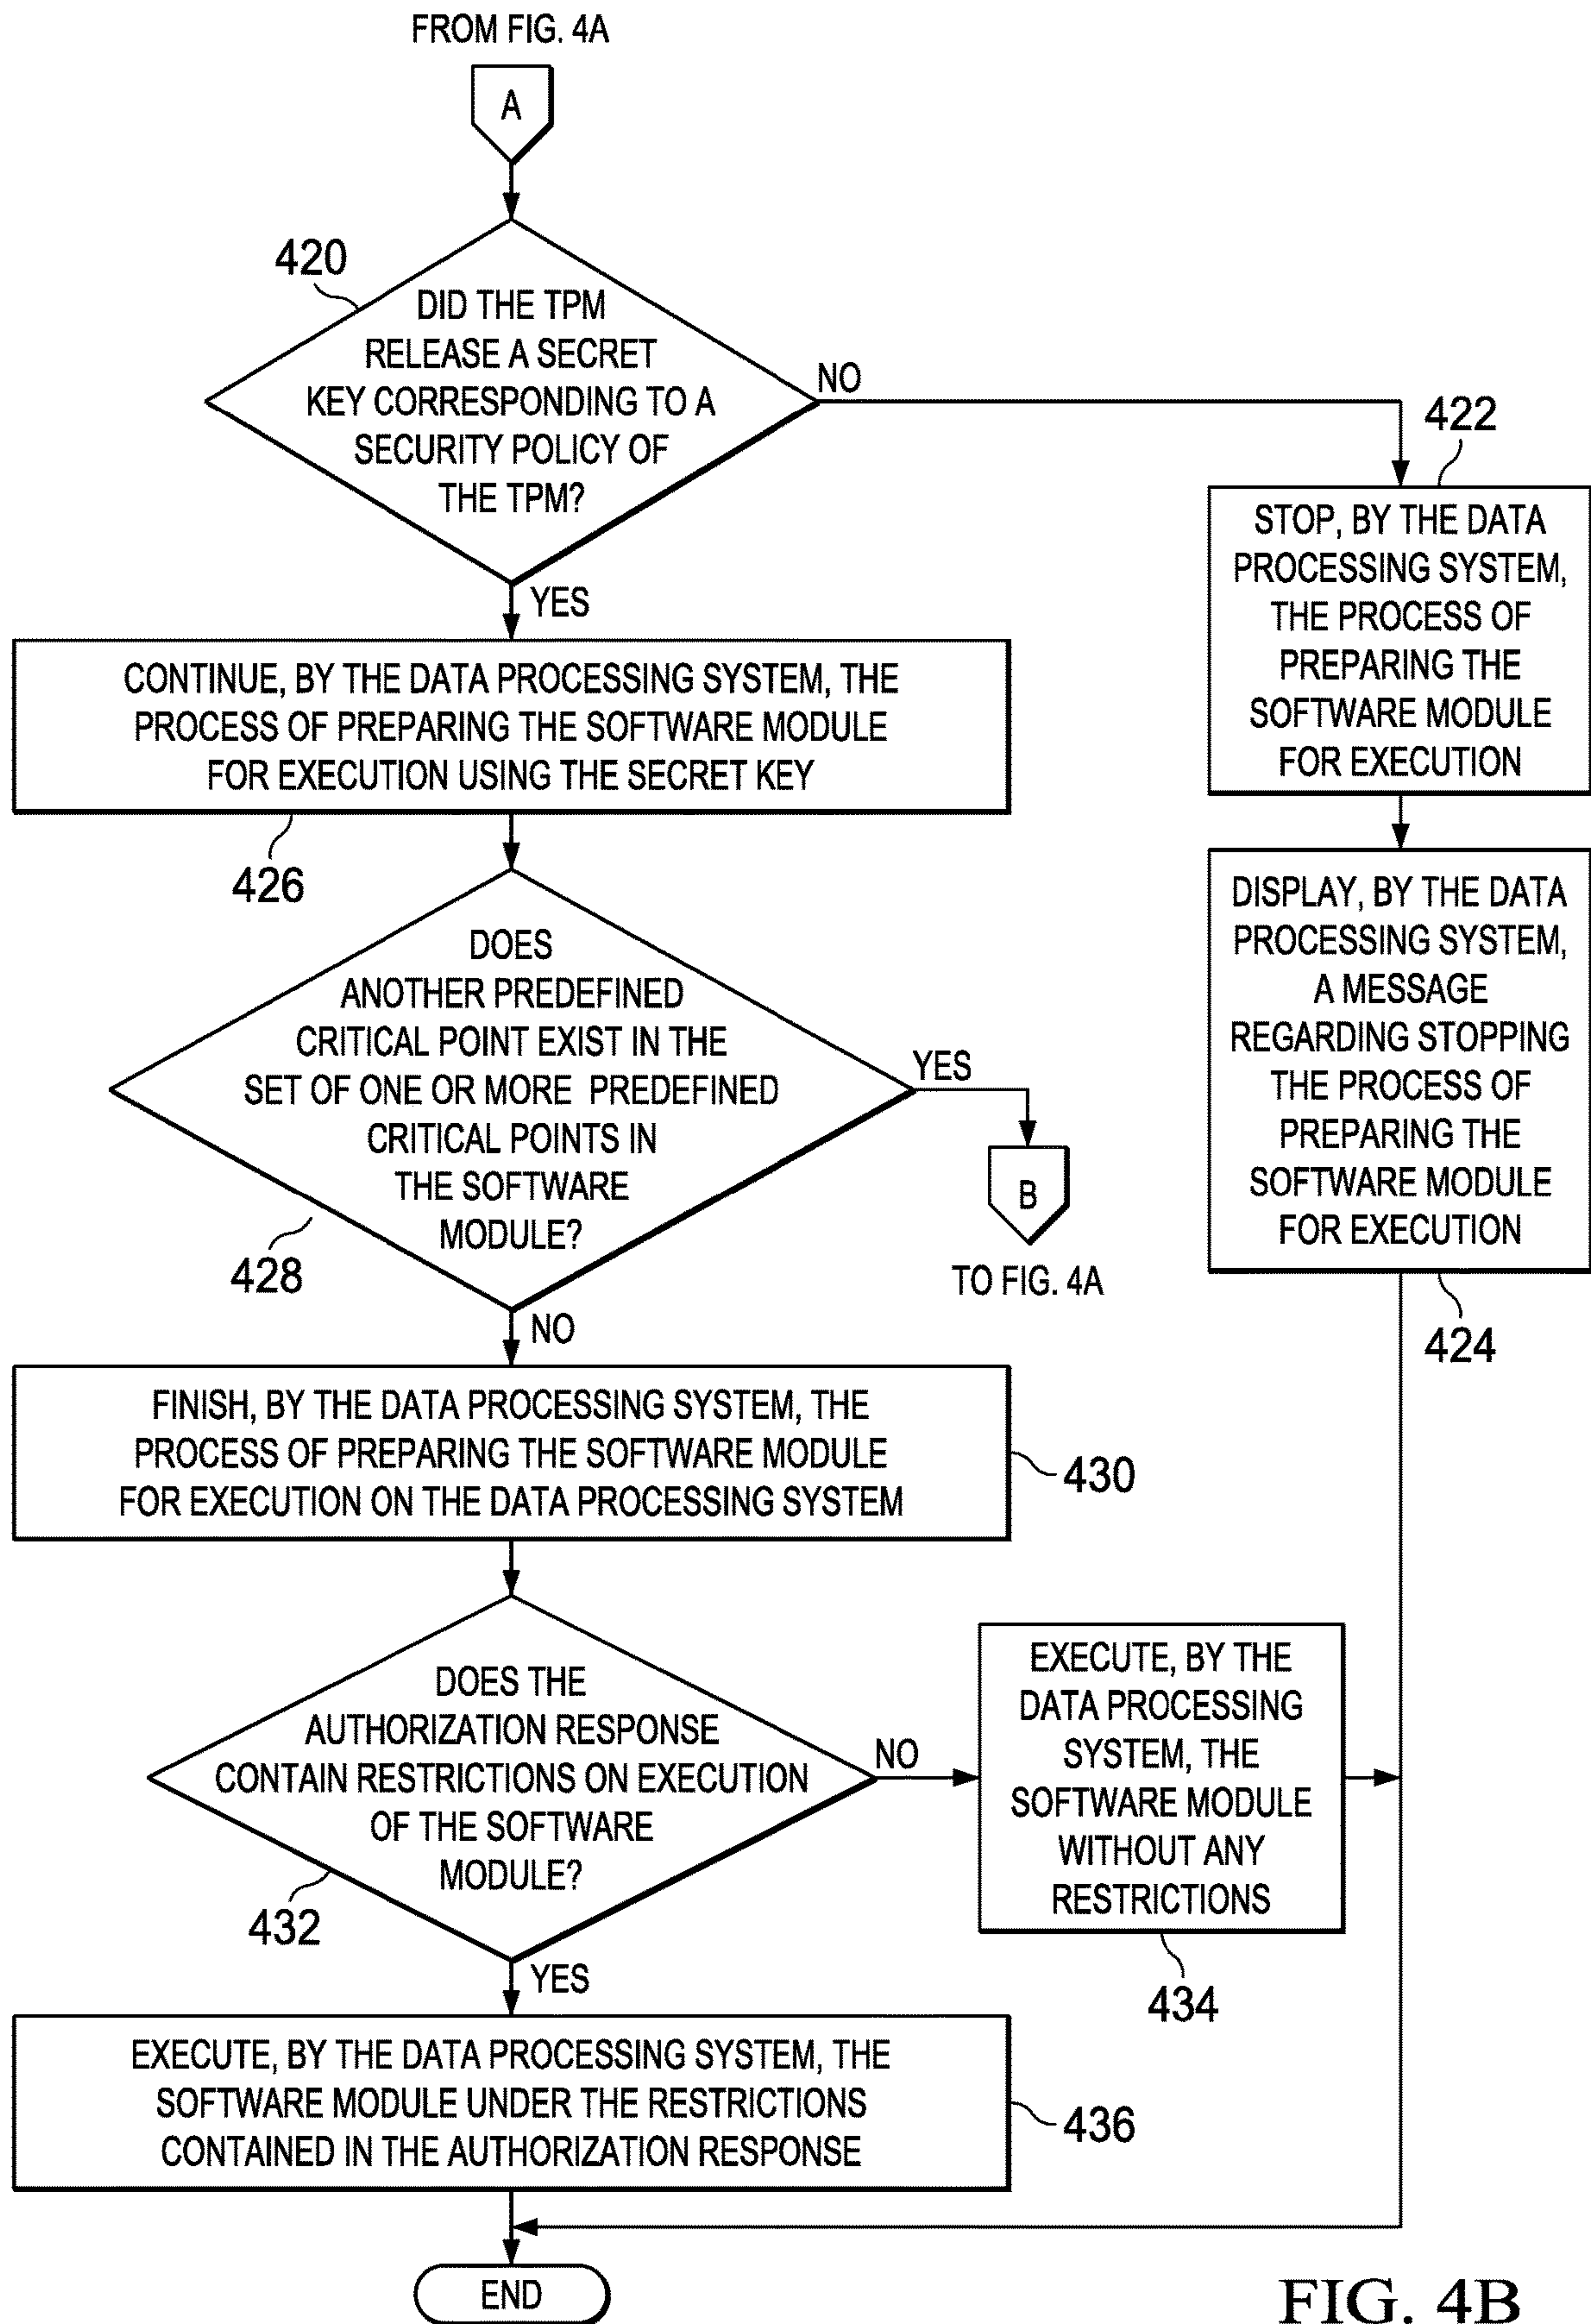 FROM FIG. 4A
A
420
DID THE TPM
RELEASE A SECRET
KEY CORRESPONDING TO A
SECURITY POLICY OF
THE TPM?
NO
YES
422
STOP, BY THE DATA
PROCESSING SYSTEM,
THE PROCESS OF
PREPARING THE
SOFTWARE MODULE
FOR EXECUTION
CONTINUE, BY THE DATA PROCESSING SYSTEM, THE
PROCESS OF PREPARING THE SOFTWARE MODULE
FOR EXECUTION USING THE SECRET KEY
426
DISPLAY, BY THE DATA
PROCESSING SYSTEM,
A MESSAGE
REGARDING STOPPING
THE PROCESS OF
PREPARING THE
SOFTWARE MODULE
FOR EXECUTION
424
DOES
ANOTHER PREDEFINED
CRITICAL POINT EXIST IN THE
SET OF ONE OR MORE PREDEFINED
CRITICAL POINTS IN
THE SOFTWARE
MODULE?
428
YES
B
TO FIG. 4A
NO
FINISH, BY THE DATA PROCESSING SYSTEM, THE
PROCESS OF PREPARING THE SOFTWARE MODULE
FOR EXECUTION ON THE DATA PROCESSING SYSTEM
430
DOES THE
AUTHORIZATION RESPONSE
CONTAIN RESTRICTIONS ON EXECUTION
OF THE SOFTWARE
MODULE?
432
NO
EXECUTE, BY THE
DATA PROCESSING
SYSTEM, THE
SOFTWARE MODULE
WITHOUT ANY
RESTRICTIONS
434
YES
EXECUTE, BY THE DATA PROCESSING SYSTEM, THE
SOFTWARE MODULE UNDER THE RESTRICTIONS
CONTAINED IN THE AUTHORIZATION RESPONSE
436
END
FIG. 4B